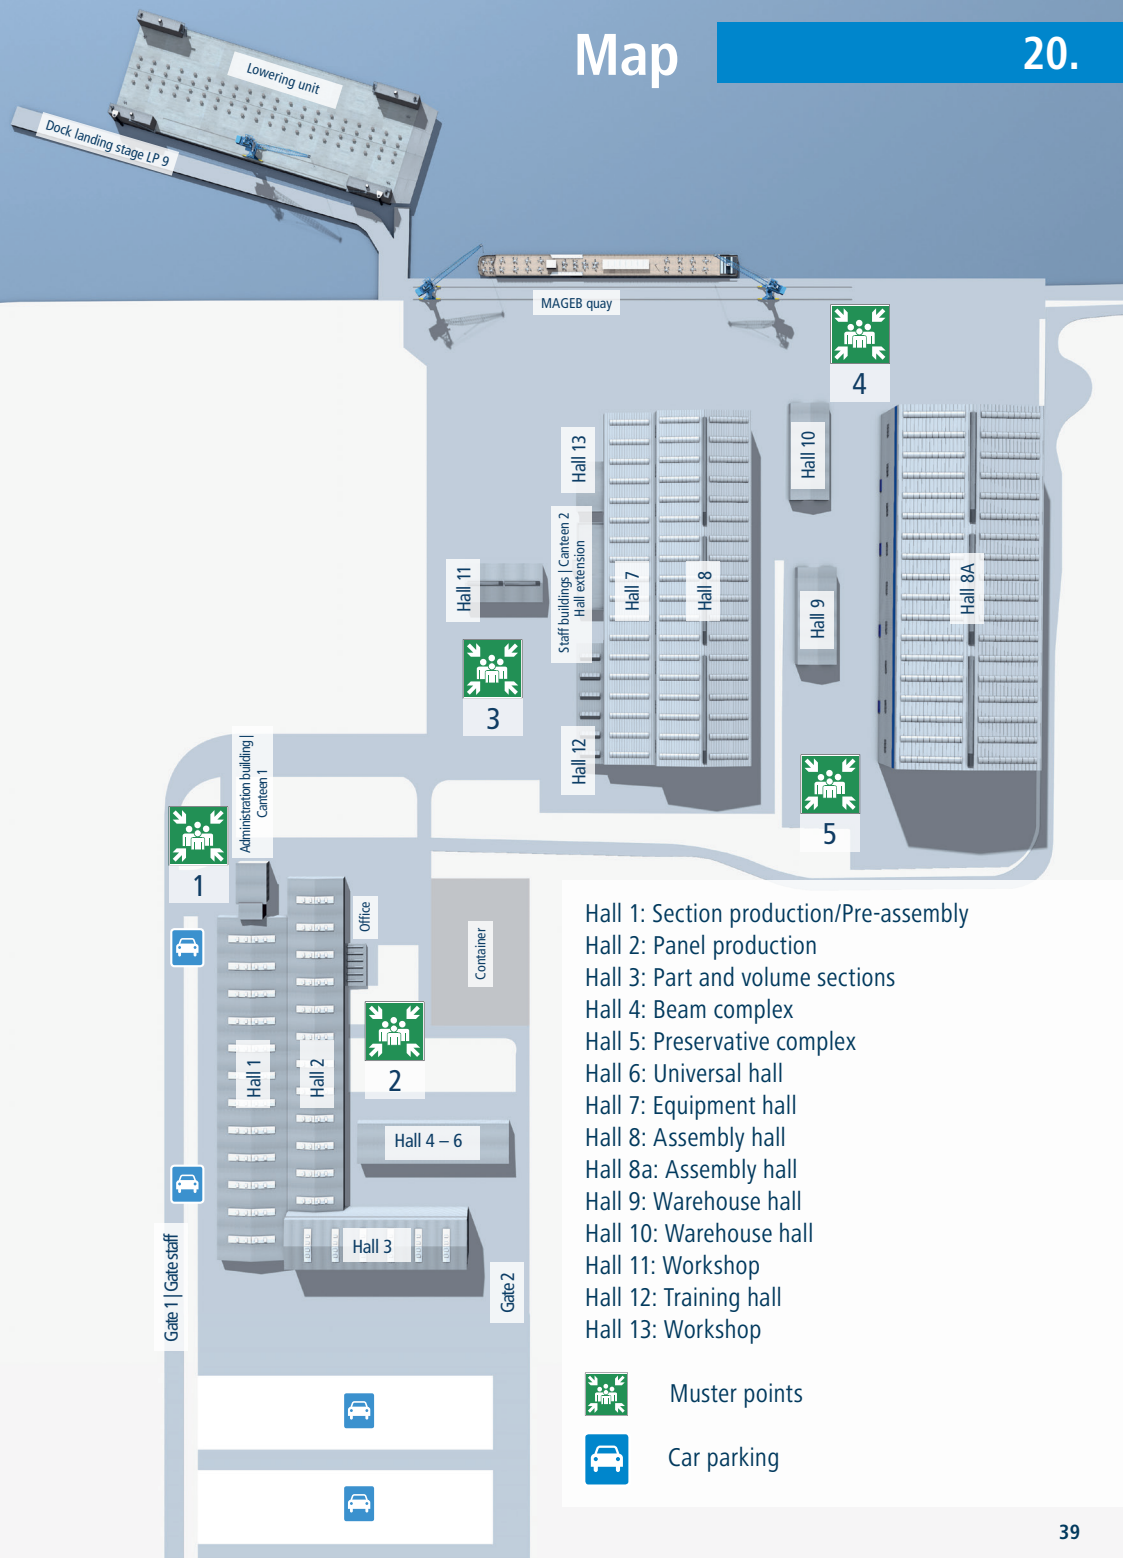 Map
20.
Lowering unit
Dock landing stage LP 9
MAGEB quay
4
Hall 13
Hall 10
Staff buildings | Canteen 2
Hall extension
Hall 11
Hall 7
Hall 8
Hall 9
Hall 8A
3
Hall 12
Administration building |
Canteen 1
5
1
Office
Container
Hall 1
Hall 2
2
Hall 4 – 6
Hall 3
Gate 1 | Gate staff
Gate 2
Hall 1: Section production/Pre-assembly
Hall 2: Panel production
Hall 3: Part and volume sections
Hall 4: Beam complex
Hall 5: Preservative complex
Hall 6: Universal hall
Hall 7: Equipment hall
Hall 8: Assembly hall
Hall 8a: Assembly hall
Hall 9: Warehouse hall
Hall 10: Warehouse hall
Hall 11: Workshop
Hall 12: Training hall
Hall 13: Workshop
Muster points
Car parking
39